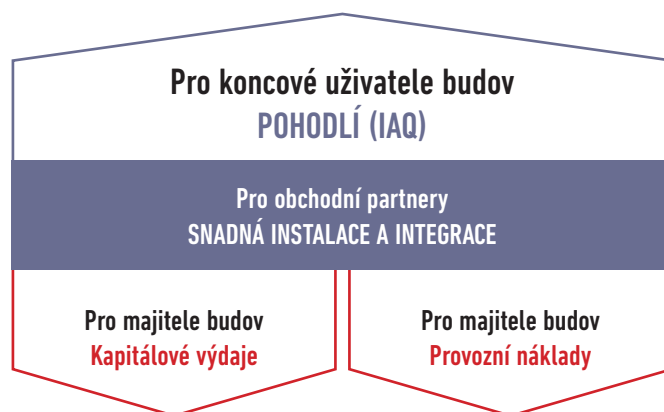 Pro koncové uživatele budov
POHODLÍ (IAQ)
Pro obchodní partnery
SNADNÁ INSTALACE A INTEGRACE
Pro majitele budov
Kapitálové výdaje
Pro majitele budov
Provozní náklady